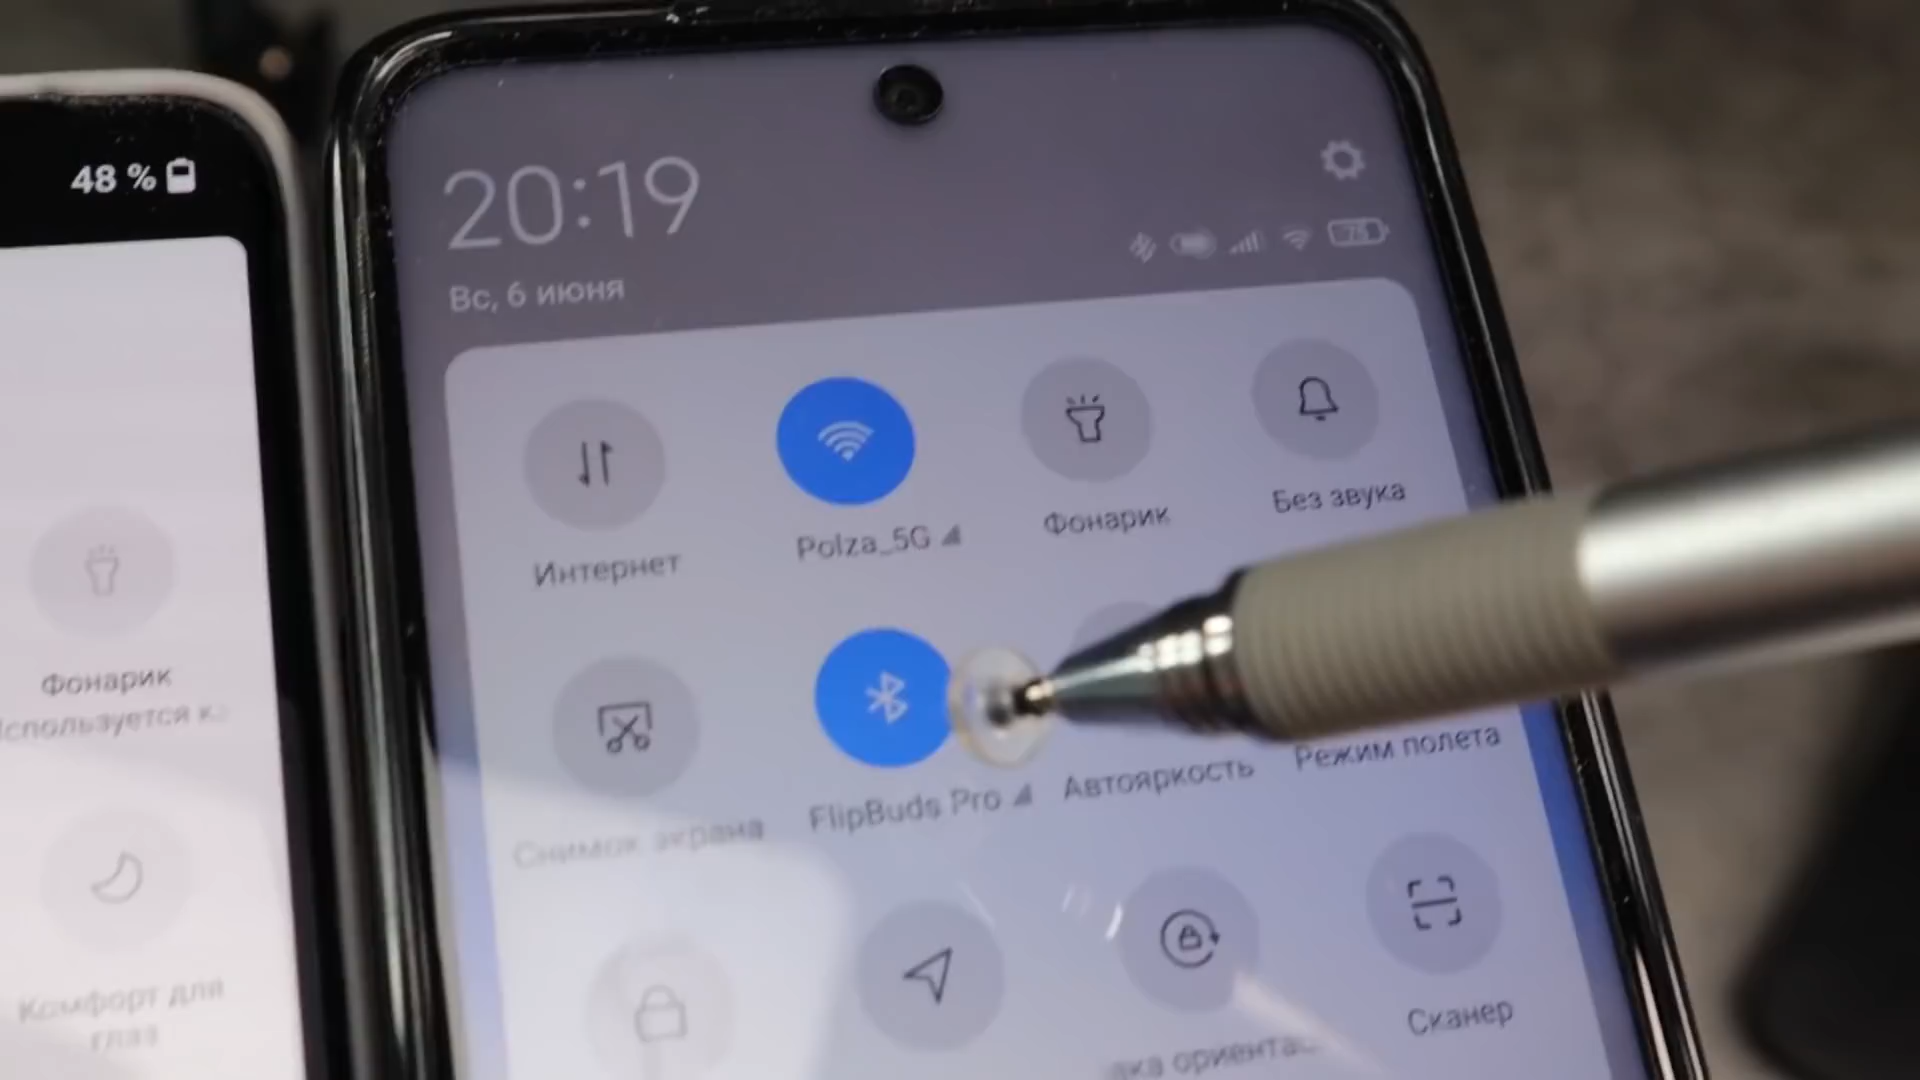 48 %
Фонарик
Комфорт для
глаз
20:19
Вс, 6 июня
Интернет
Polza_5G
Фонарик
Без звука
Снимок экрана
FlipBuds Pro
Автояркость
Режим полета
Сканер